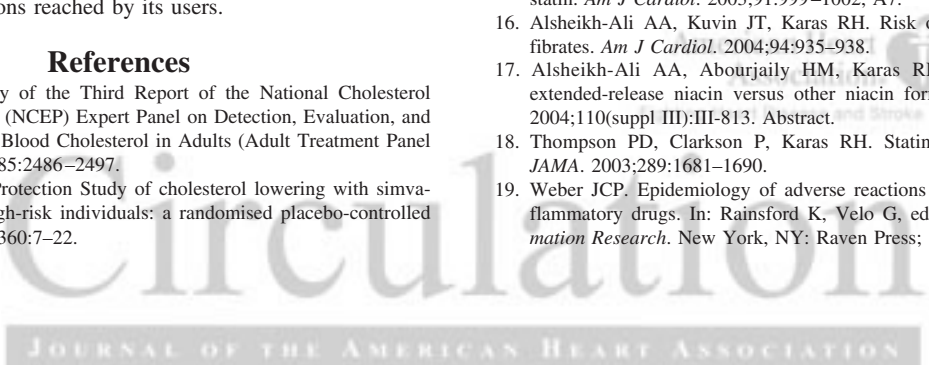 ons reached by its users.
References
y of the Third Report of the National Cholesterol
(NCEP) Expert Panel on Detection, Evaluation, and
Blood Cholesterol in Adults (Adult Treatment Panel
85:2486–2497.
Protection Study of cholesterol lowering with simva-
gh-risk individuals: a randomised placebo-controlled
360:7–22.
statin. Am J Cardiol. 2003;91:999–1002, A7.
16. Alsheikh-Ali AA, Kuvin JT, Karas RH. Risk o
fibrates. Am J Cardiol. 2004;94:935–938.
17. Alsheikh-Ali AA, Abourjaily HM, Karas RH
extended-release niacin versus other niacin for
2004;110(suppl III):III-813. Abstract.
18. Thompson PD, Clarkson P, Karas RH. Statin
JAMA. 2003;289:1681–1690.
19. Weber JCP. Epidemiology of adverse reactions
flammatory drugs. In: Rainsford K, Velo G, ed
mation Research. New York, NY: Raven Press;
American Heart
Association
and Stroke
Circulation
JOURNAL OF THE AMERICAN HEART ASSOCIATION